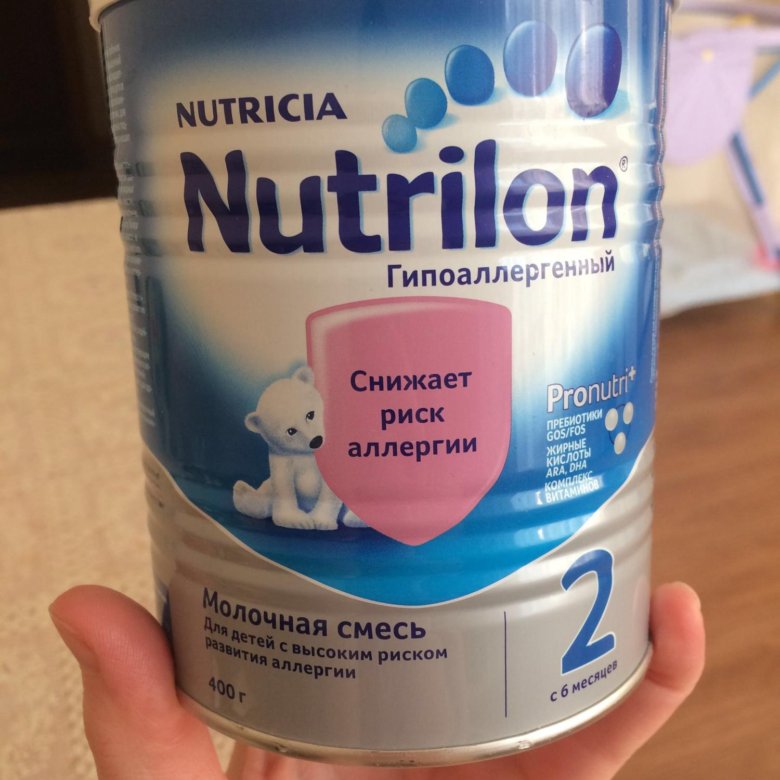 NUTRICIA
Nutrilon®
Гипоаллергенный
Снижает
риск
аллергии
Pronutri+
ПРЕБИОТИКИ
GOS/FOS
ЖИРНЫЕ
КИСЛОТЫ
ARA, DHA
КОМПЛЕКС
ВИТАМИНОВ
Молочная смесь
Для детей с высоким риском
развития аллергии
400 г
2
с 6 месяцев